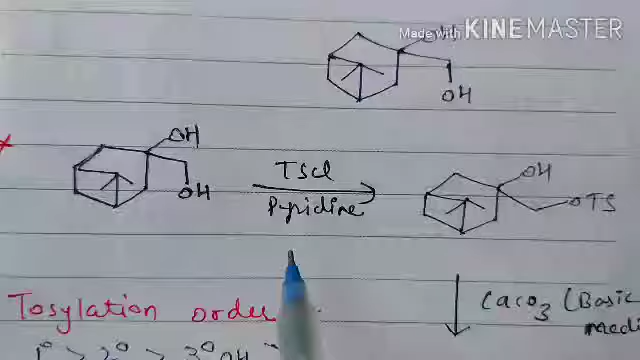 Made with KINEMASTER
OH
OH
OH
TSCl
Pyridine
OH
OH
OTS
Tosylation order
CaCO3 (Basic
medi
1° > 2° > 3° OH